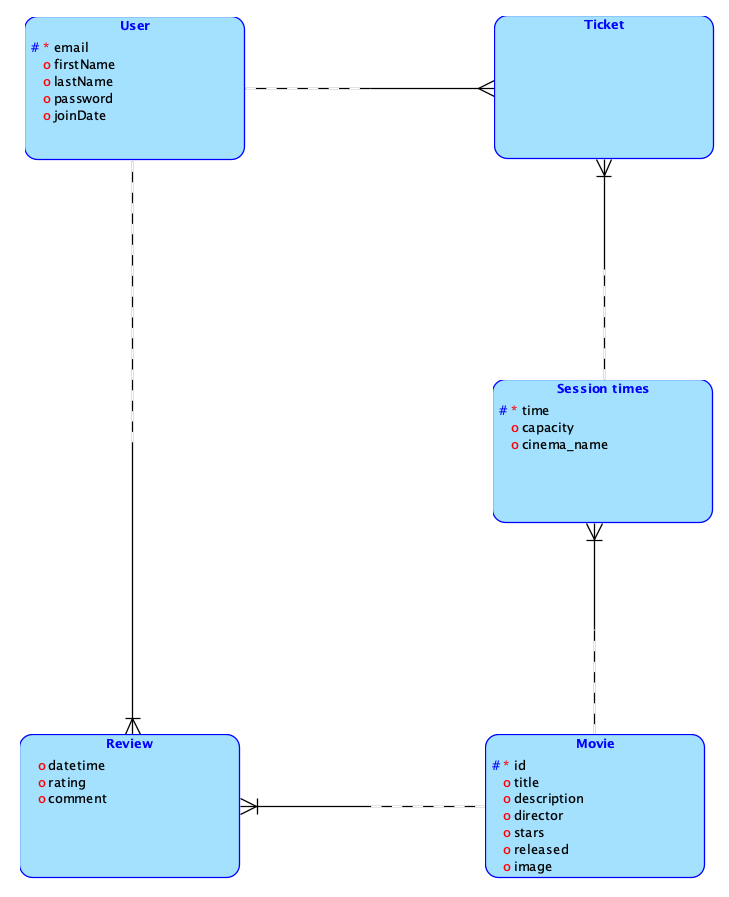 User
# * email
o firstName
o lastName
o password
o joinDate
Ticket
Session times
# * time
o capacity
o cinema_name
Review
o datetime
o rating
o comment
Movie
# * id
o title
o description
o director
o stars
o released
o image